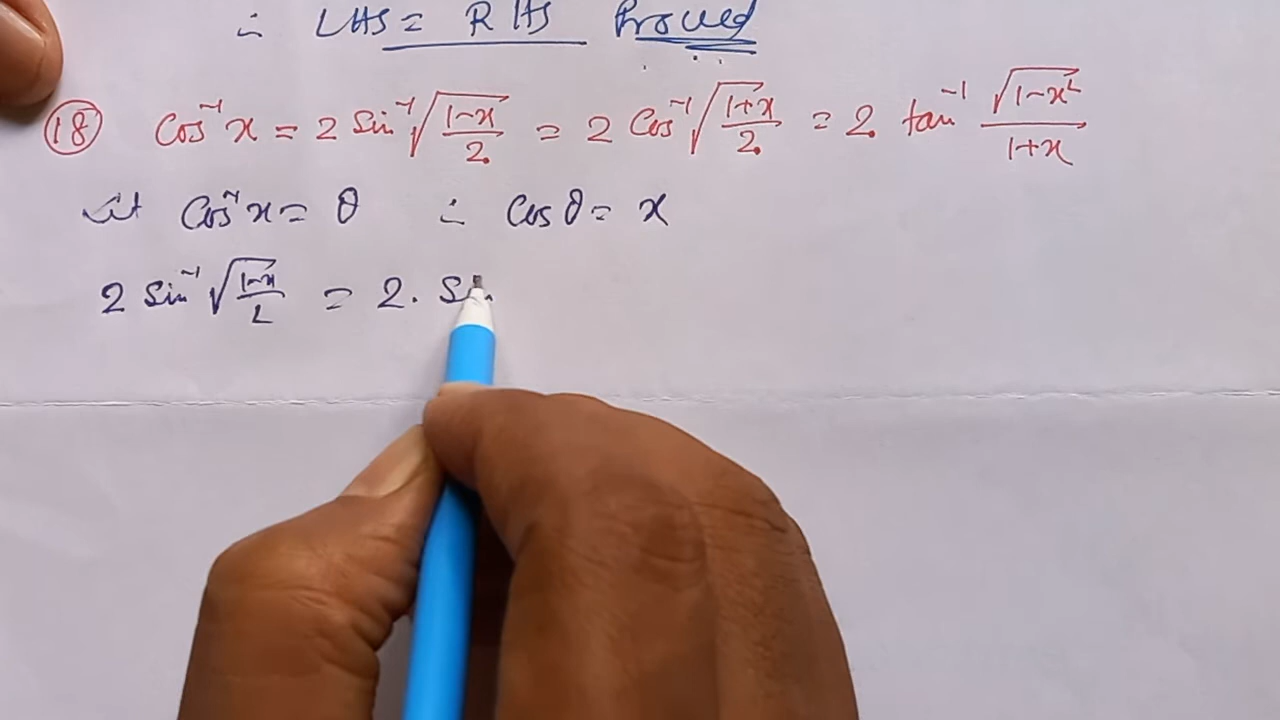 ∴ LHS = RHS Proved
(18) Cos⁻¹x = 2 Sin⁻¹√((1-x)/2) = 2 Cos⁻¹√((1+x)/2) = 2 tan⁻¹ √(1-x²)/(1+x)
Let Cos⁻¹x = θ ∴ Cos θ = x
2 Sin⁻¹√((1-x)/2) = 2. Sin